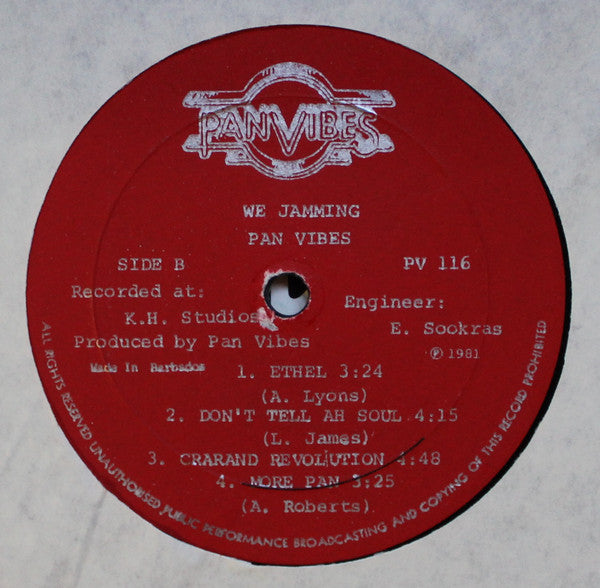 PAN VIBES
WE JAMMING
PAN VIBES
SIDE B
PV 116
Recorded at:
K.H. Studios
Produced by Pan Vibes
Made In Barbados
Engineer:
E. Sookras
℗ 1981
1. ETHEL 3:24
(A. Lyons)
2. DON'T TELL AH SOUL 4:15
(L. James)
3. CRARAND REVOLUTION 4:48
4. MORE PAN 3:25
(A. Roberts)
ALL RIGHTS RESERVED UNAUTHORISED PUBLIC PERFORMANCE BROADCASTING AND COPYING OF THIS RECORD PROHIBITED